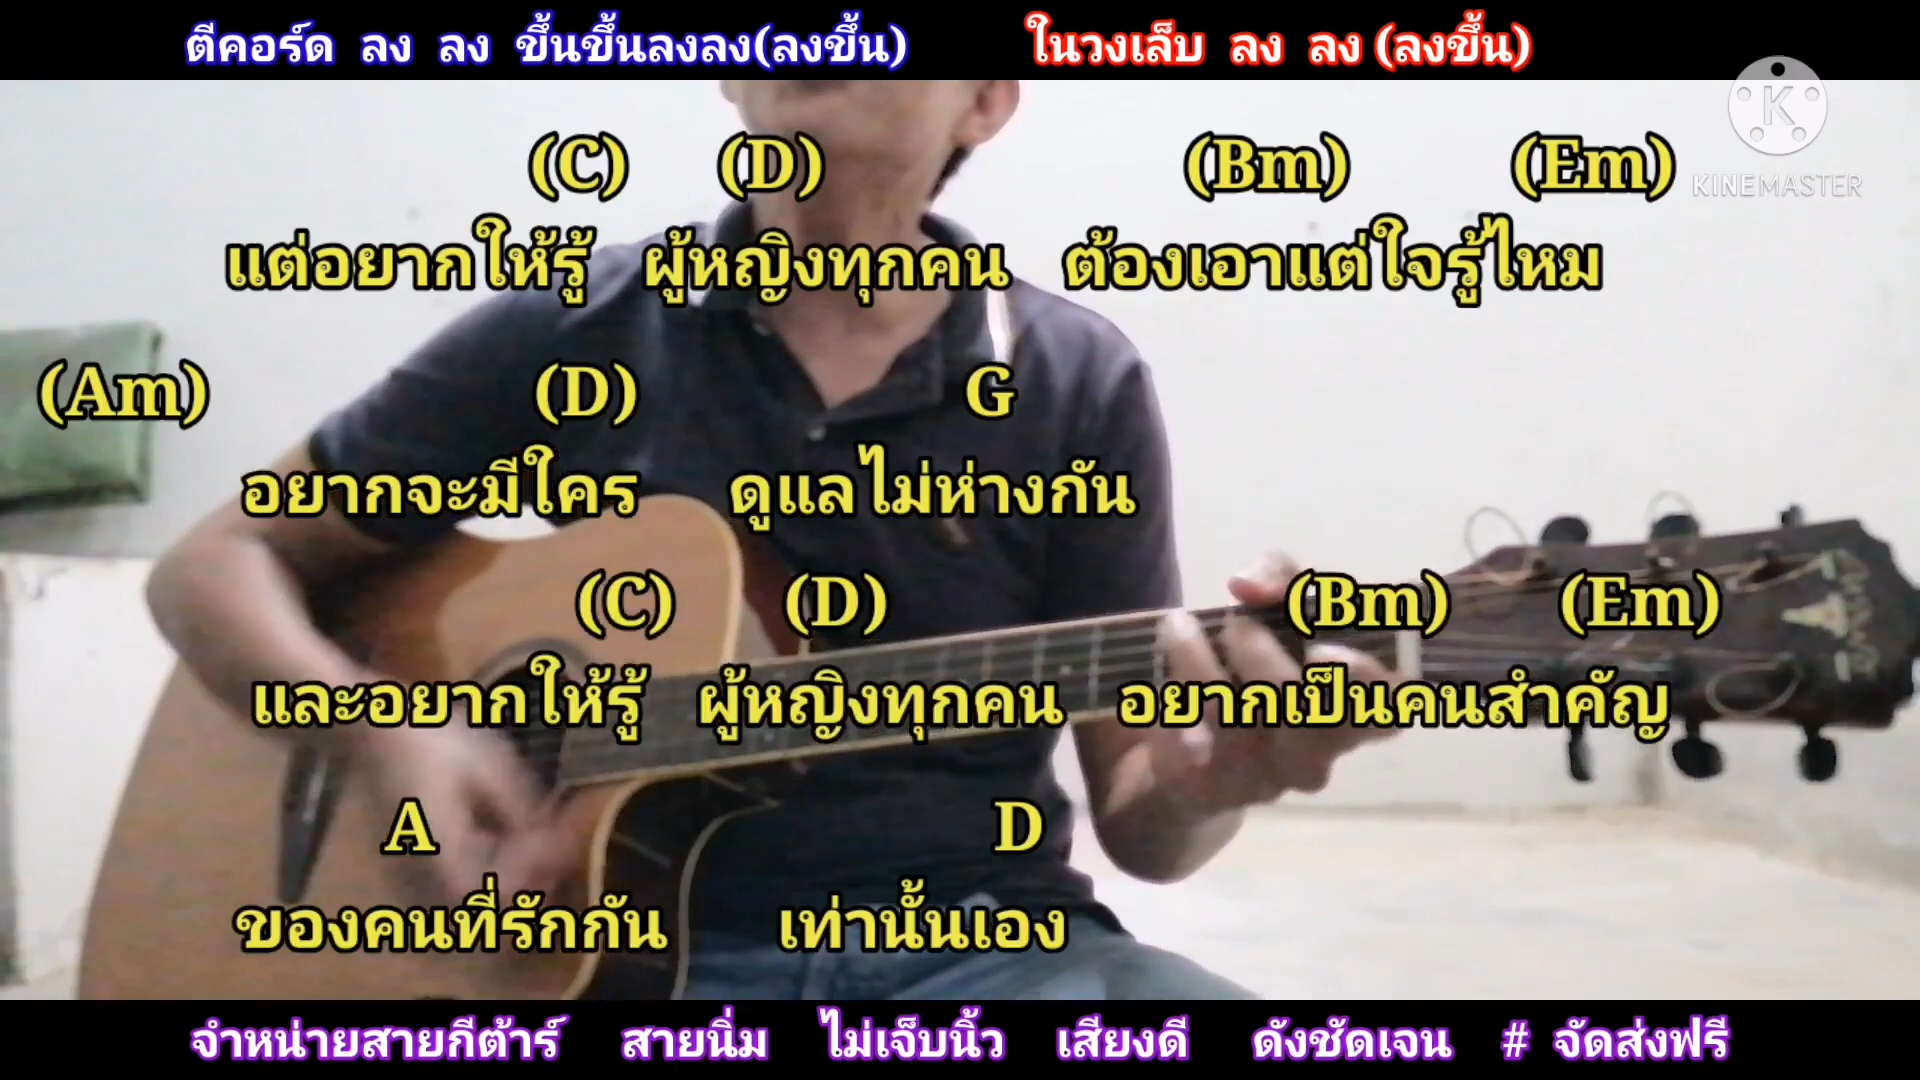 ตีคอร์ด ลง ลง ขึ้นขึ้นลงลง(ลงขึ้น) ในวงเล็บ ลง ลง (ลงขึ้น)
K
KINEMASTER
(C) (D) (Bm) (Em)
แต่อยากให้รู้ ผู้หญิงทุกคน ต้องเอาแต่ใจรู้ไหม
(Am) (D) G
อยากจะมีใคร ดูแลไม่ห่างกัน
(C) (D) (Bm) (Em)
และอยากให้รู้ ผู้หญิงทุกคน อยากเป็นคนสำคัญ
A D
ของคนที่รักกัน เท่านั้นเอง
จำหน่ายสายกีต้าร์ สายนิ่ม ไม่เจ็บนิ้ว เสียงดี ดังชัดเจน # จัดส่งฟรี